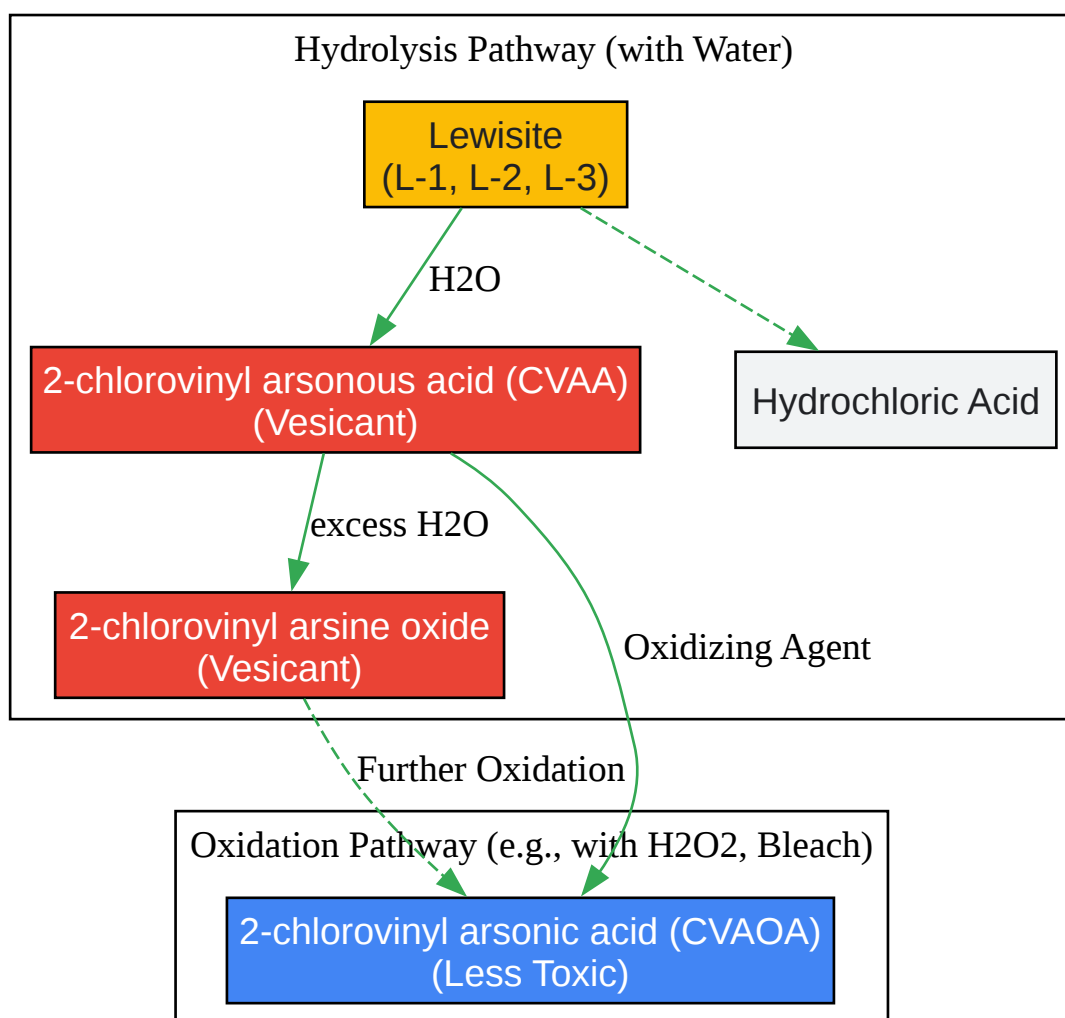 Hydrolysis Pathway (with Water)
Lewisite
(L-1, L-2, L-3)
H2O
2-chlorovinyl arsonous acid (CVAA)
(Vesicant)
Hydrochloric Acid
excess H2O
2-chlorovinyl arsine oxide
(Vesicant)
Oxidizing Agent
Further Oxidation
Oxidation Pathway (e.g., with H2O2, Bleach)
2-chlorovinyl arsonic acid (CVAOA)
(Less Toxic)